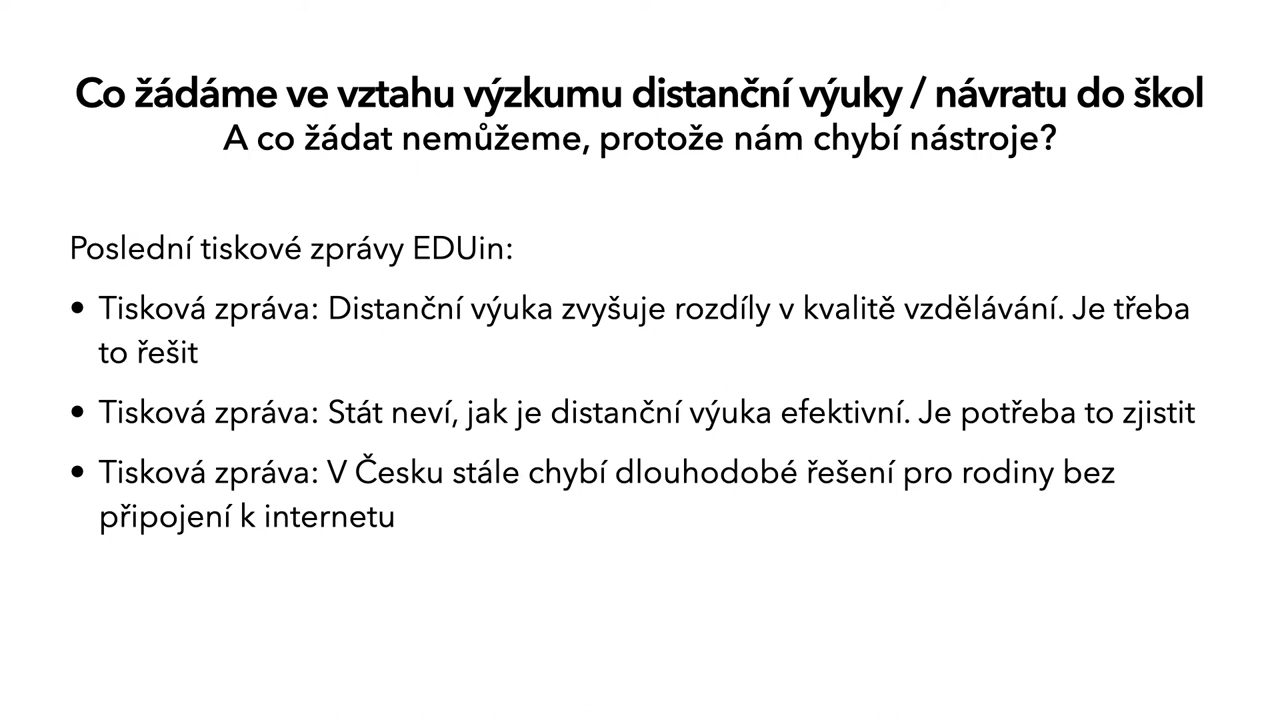 Co žádáme ve vztahu výzkumu distanční výuky / návratu do škol
A co žádat nemůžeme, protože nám chybí nástroje?
Poslední tiskové zprávy EDUin:
• Tisková zpráva: Distanční výuka zvyšuje rozdíly v kvalitě vzdělávání. Je třeba
to řešit
• Tisková zpráva: Stát neví, jak je distanční výuka efektivní. Je potřeba to zjistit
• Tisková zpráva: V Česku stále chybí dlouhodobé řešení pro rodiny bez
připojení k internetu